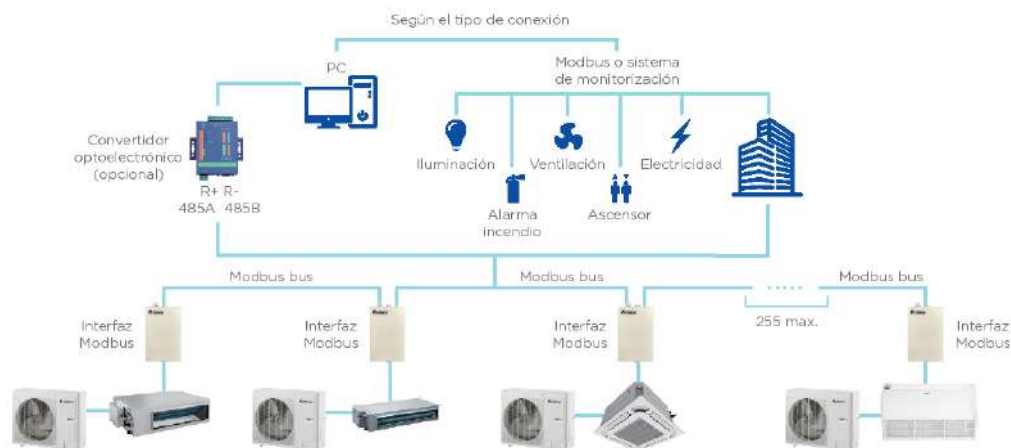 Según el tipo de conexión
PC
Modbus o sistema
de monitorización
Convertidor
optoelectrónico
(opcional)
R+ R-
485A 485B
Iluminación
Ventilación
Electricidad
Alarma
incendio
Ascensor
Modbus bus
Modbus bus
Modbus bus
255 max.
Interfaz
Modbus
Interfaz
Modbus
Interfaz
Modbus
Interfaz
Modbus